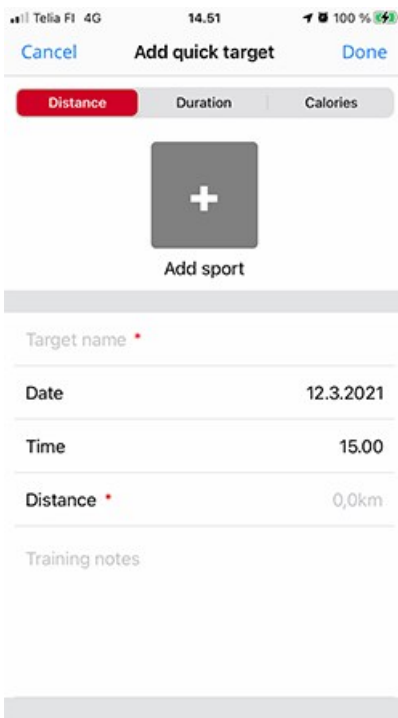 Telia FI 4G 14.51 100 %
Cancel Add quick target Done
Distance Duration Calories
Add sport
Target name *
Date 12.3.2021
Time 15.00
Distance * 0,0km
Training notes